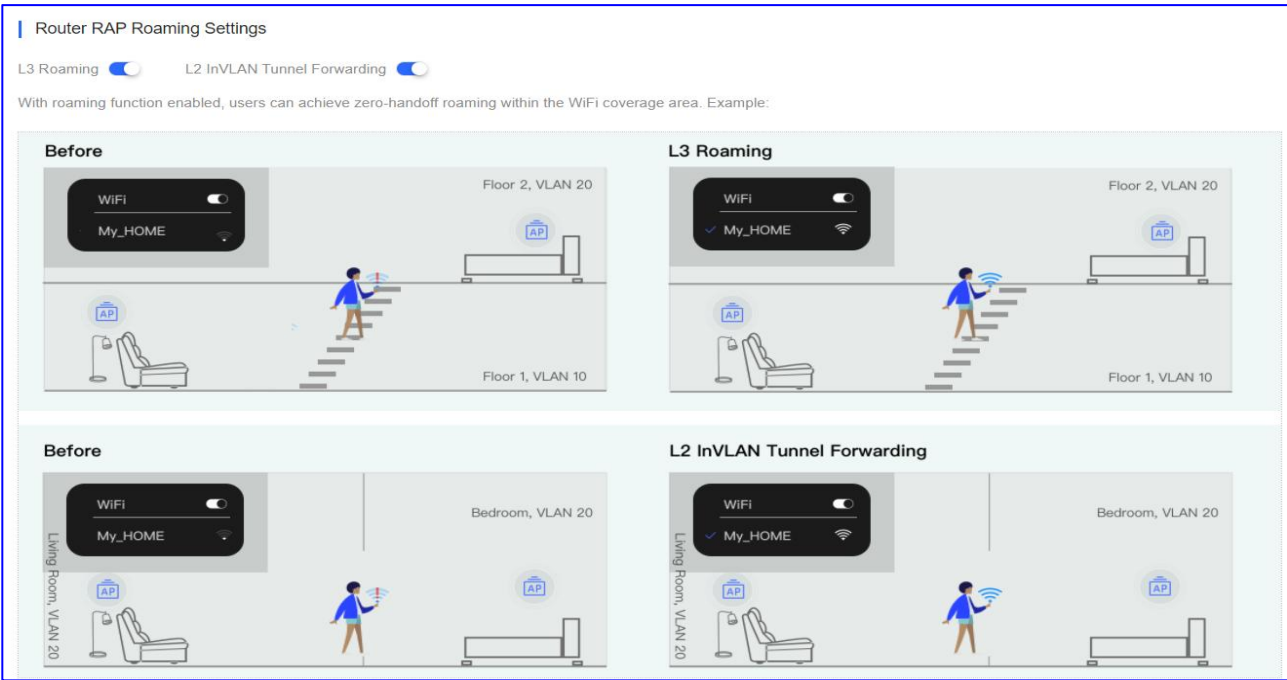 Router RAP Roaming Settings
L3 Roaming L2 InVLAN Tunnel Forwarding
With roaming function enabled, users can achieve zero-handoff roaming within the WiFi coverage area. Example:
Before
WiFi
My_HOME
Floor 2, VLAN 20
AP
AP
Floor 1, VLAN 10
L3 Roaming
WiFi
My_HOME
Floor 2, VLAN 20
AP
AP
Floor 1, VLAN 10
Before
WiFi
My_HOME
Bedroom, VLAN 20
Living Room, VLAN 20
AP
AP
L2 InVLAN Tunnel Forwarding
WiFi
My_HOME
Bedroom, VLAN 20
Living Room, VLAN 20
AP
AP